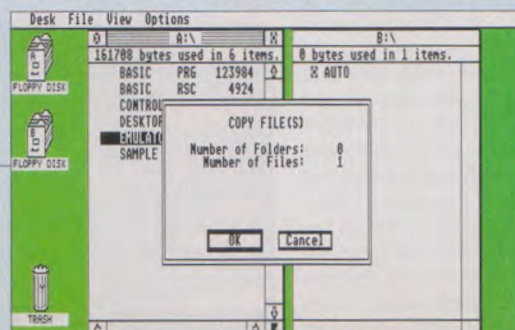 Desk File View Options
A:\
161708 bytes used in 6 items.
BASIC PRG 123984
BASIC RSC 4924
CONTROL
DESKTOP
EMULATO
SAMPLE
B:\
0 bytes used in 1 items.
AUTO
COPY FILE(S)
Number of Folders: 0
Number of Files: 1
OK Cancel
A
FLOPPY DISK
B
FLOPPY DISK
TRASH